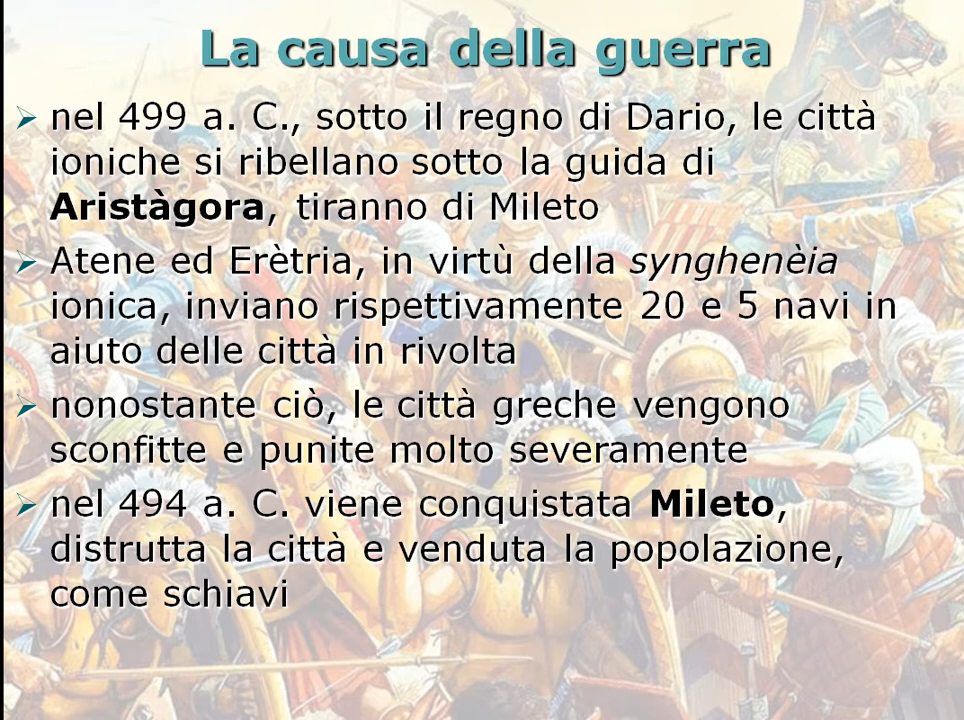 La causa della guerra
nel 499 a. C., sotto il regno di Dario, le città
ioniche si ribellano sotto la guida di
Aristàgora, tiranno di Mileto
Atene ed Erètria, in virtù della synghenèia
ionica, inviano rispettivamente 20 e 5 navi in
aiuto delle città in rivolta
nonostante ciò, le città greche vengono
sconfitte e punite molto severamente
nel 494 a. C. viene conquistata Mileto,
distrutta la città e venduta la popolazione,
come schiavi